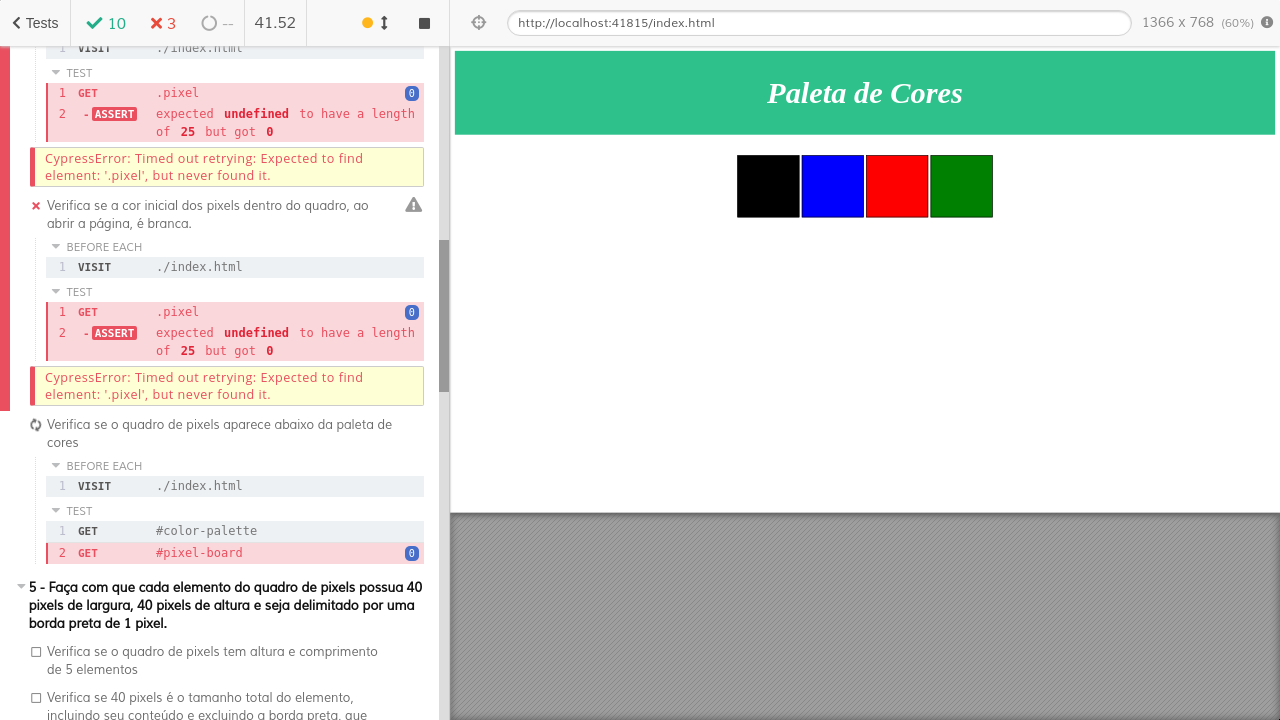 Tests
10
3
--
41.52
http://localhost:41815/index.html
1366 x 768 (60%)
1 VISIT ./index.html
TEST
1 GET .pixel 0
2 - ASSERT expected undefined to have a length
of 25 but got 0
CypressError: Timed out retrying: Expected to find
element: '.pixel', but never found it.
Verifica se a cor inicial dos pixels dentro do quadro, ao
abrir a página, é branca.
BEFORE EACH
1 VISIT ./index.html
TEST
1 GET .pixel 0
2 - ASSERT expected undefined to have a length
of 25 but got 0
CypressError: Timed out retrying: Expected to find
element: '.pixel', but never found it.
Verifica se o quadro de pixels aparece abaixo da paleta de
cores
BEFORE EACH
1 VISIT ./index.html
TEST
1 GET #color-palette
2 GET #pixel-board 0
5 - Faça com que cada elemento do quadro de pixels possua 40
pixels de largura, 40 pixels de altura e seja delimitado por uma
borda preta de 1 pixel.
Verifica se o quadro de pixels tem altura e comprimento
de 5 elementos
Verifica se 40 pixels é o tamanho total do elemento,
incluindo seu conteúdo e excluindo a borda preta, que
Paleta de Cores